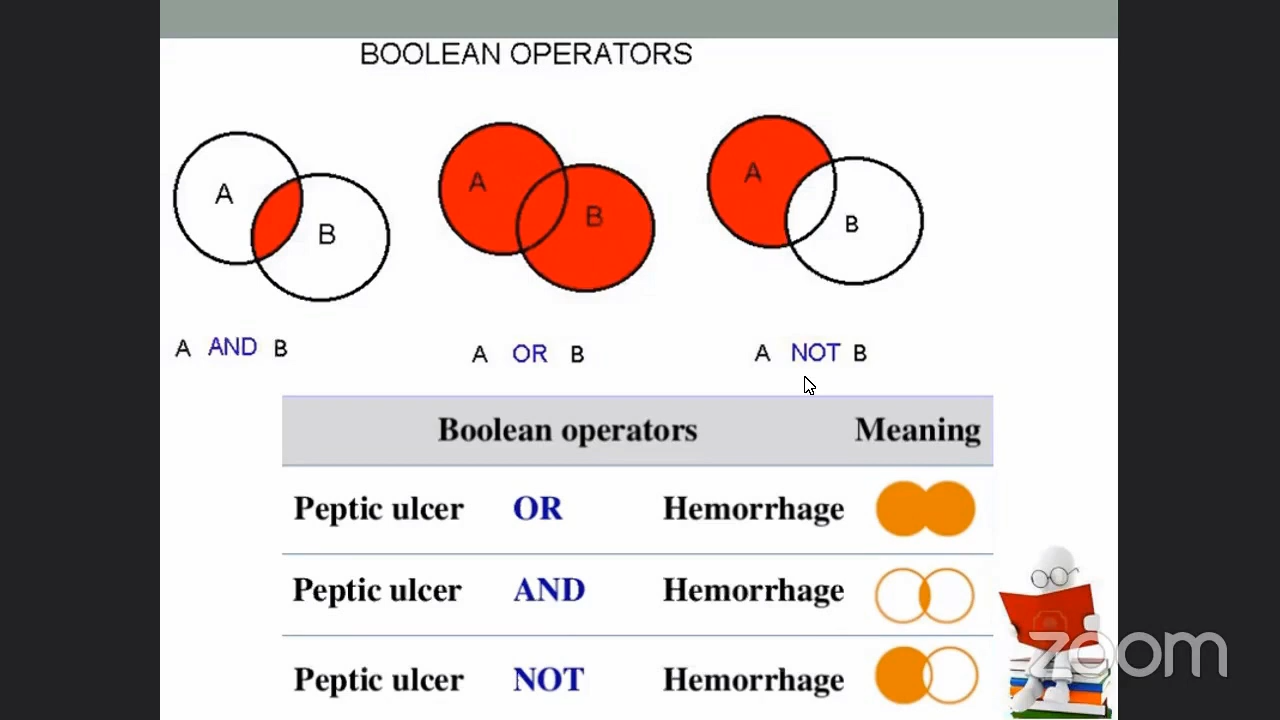 BOOLEAN OPERATORS
A
B
A
B
A
B
A AND B
A OR B
A NOT B
Boolean operators Meaning
Peptic ulcer OR Hemorrhage
Peptic ulcer AND Hemorrhage
Peptic ulcer NOT Hemorrhage
zoom